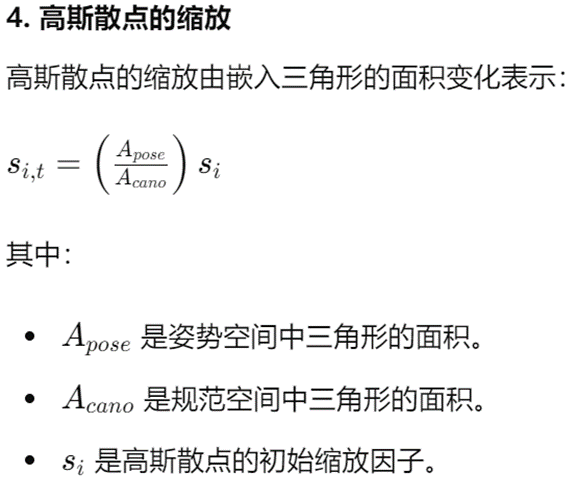 4. 高斯散点的缩放
高斯散点的缩放由嵌入三角形的面积变化表示：
s_{i,t} = \left( \frac{A_{pose}}{A_{cano}} \right) s_i
其中：
• A_{pose} 是姿势空间中三角形的面积。
• A_{cano} 是规范空间中三角形的面积。
• s_i 是高斯散点的初始缩放因子。